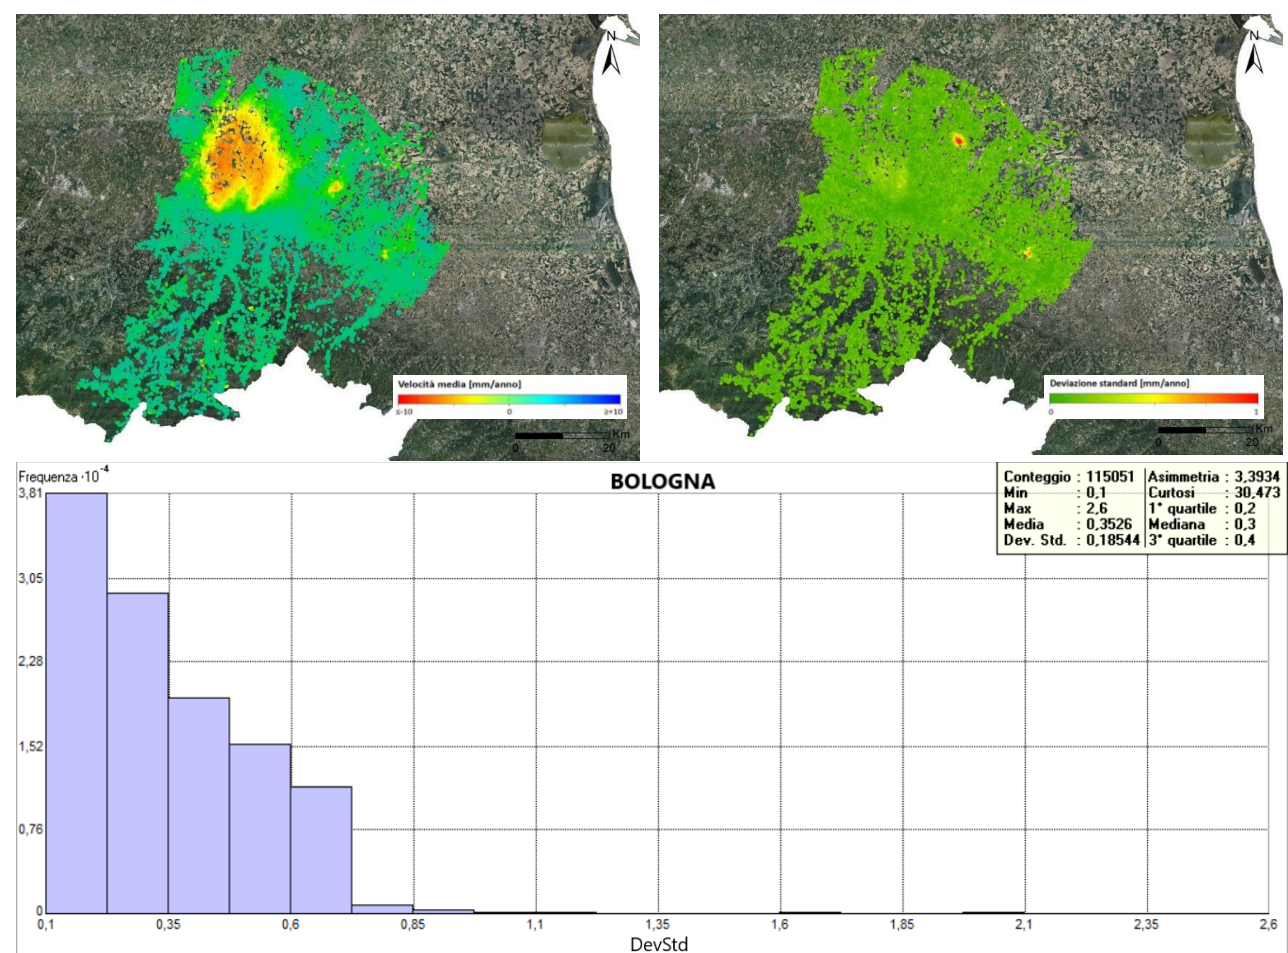 N
N
Velocità media [mm/anno]
≤-10 0 ≥+10
Km
0 20
Deviazione standard [mm/anno]
0 1
Km
0 20
Frequenza ·10⁻⁴
BOLOGNA
Conteggio : 115051 Asimmetria : 3,3934
Min : 0,1 Curtosi : 30,473
Max : 2,6 1° quartile : 0,2
Media : 0,3526 Mediana : 0,3
Dev. Std. : 0,18544 3° quartile : 0,4
3,81
3,05
2,28
1,52
0,76
0
0,1 0,35 0,6 0,85 1,1 1,35 1,6 1,85 2,1 2,35 2,6
DevStd